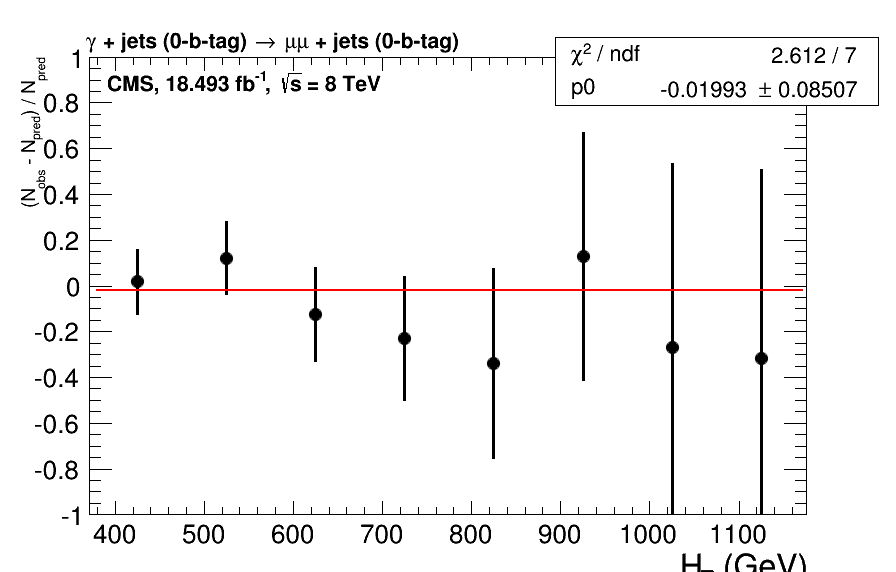 γ + jets (0-b-tag) → μμ + jets (0-b-tag)
χ² / ndf 2.612 / 7
p0 -0.01993 ± 0.08507
CMS, 18.493 fb⁻¹, √s = 8 TeV
(N_obs - N_pred) / N_pred
1
0.8
0.6
0.4
0.2
0
-0.2
-0.4
-0.6
-0.8
-1
400 500 600 700 800 900 1000 1100
(GeV)